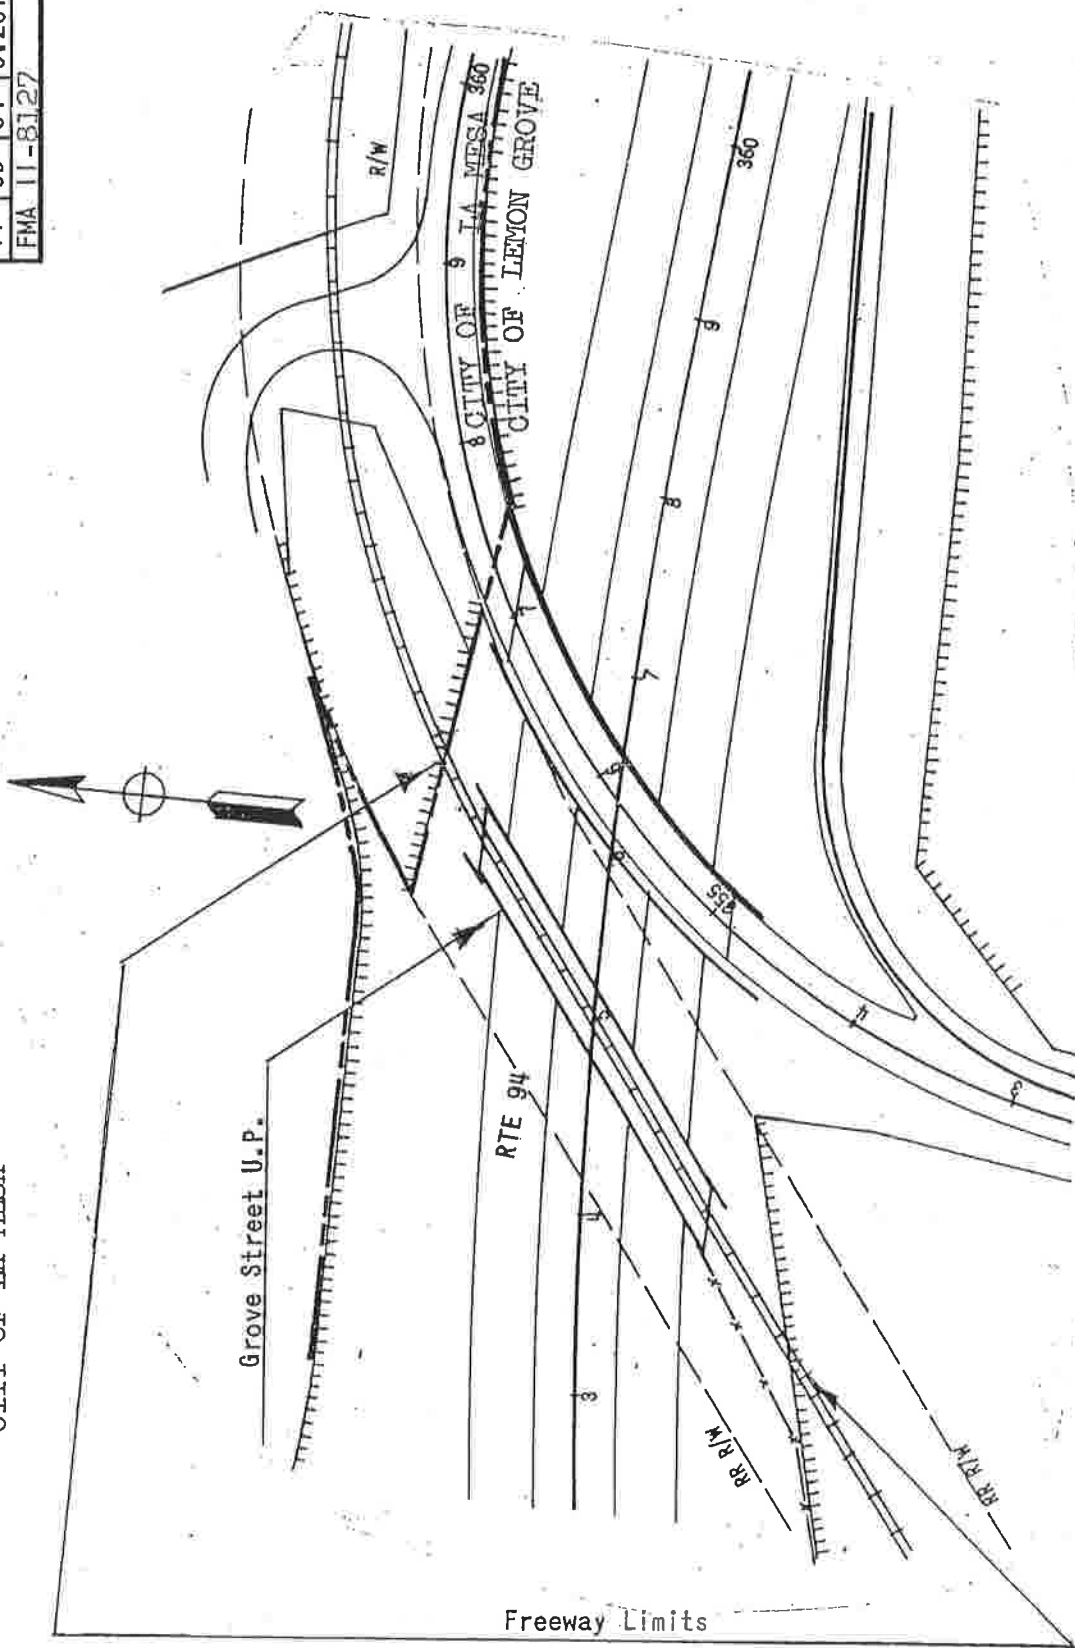 FMA 11-8127
R/W
360
9
CITY OF LA MESA
8
CITY OF LEMON GROVE
360
9
8
7
7
6
6
355
4
3
Grove Street U.P.
RTE 94
5
4
3
RR R/W
RR R/W
Freeway Limits